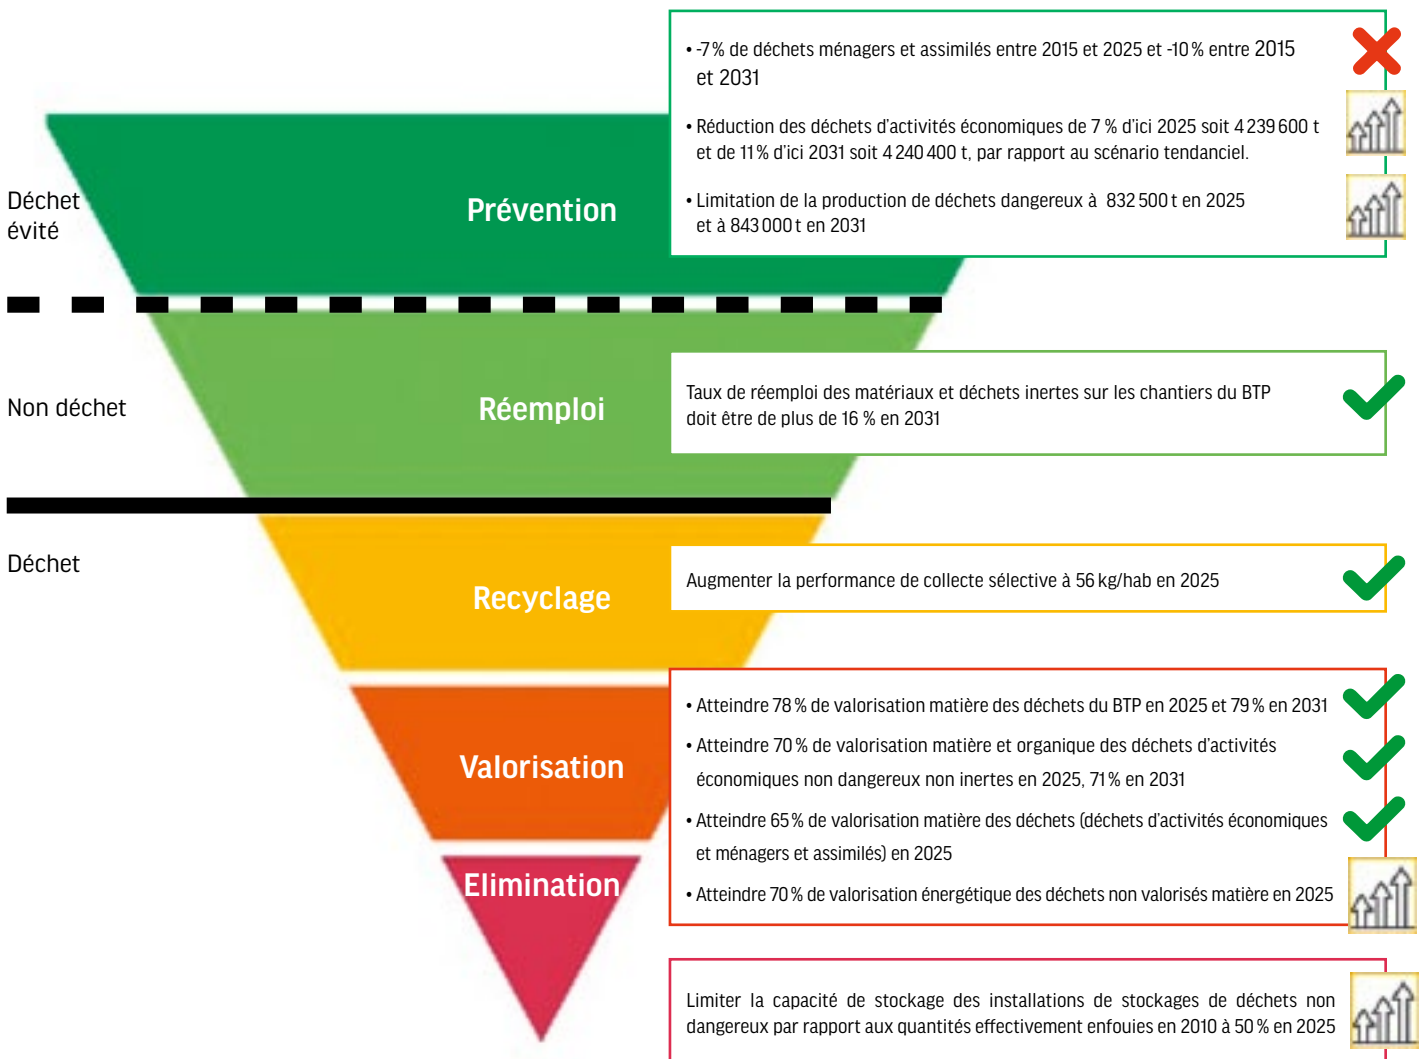 • -7 % de déchets ménagers et assimilés entre 2015 et 2025 et -10 % entre 2015
et 2031
• Réduction des déchets d'activités économiques de 7 % d'ici 2025 soit 4 239 600 t
et de 11 % d'ici 2031 soit 4 240 400 t, par rapport au scénario tendanciel.
• Limitation de la production de déchets dangereux à 832 500 t en 2025
et à 843 000 t en 2031
Déchet
évité
Prévention
Non déchet
Réemploi
Taux de réemploi des matériaux et déchets inertes sur les chantiers du BTP
doit être de plus de 16 % en 2031
Déchet
Recyclage
Augmenter la performance de collecte sélective à 56 kg/hab en 2025
Valorisation
• Atteindre 78 % de valorisation matière des déchets du BTP en 2025 et 79 % en 2031
• Atteindre 70 % de valorisation matière et organique des déchets d'activités
économiques non dangereux non inertes en 2025, 71 % en 2031
• Atteindre 65 % de valorisation matière des déchets (déchets d'activités économiques
et ménagers et assimilés) en 2025
• Atteindre 70 % de valorisation énergétique des déchets non valorisés matière en 2025
Elimination
Limiter la capacité de stockage des installations de stockages de déchets non
dangereux par rapport aux quantités effectivement enfouies en 2010 à 50 % en 2025